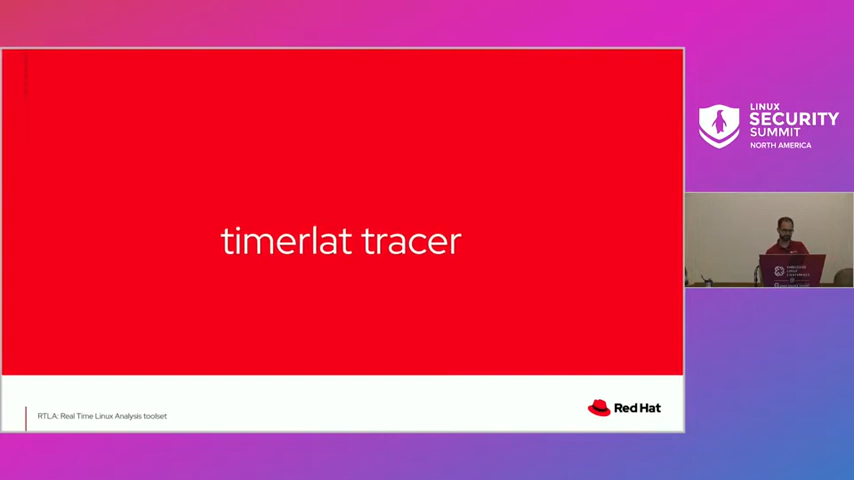 timerlat tracer
RTLA: Real Time Linux Analysis toolset
Red Hat
LINUX
SECURITY
SUMMIT
NORTH AMERICA